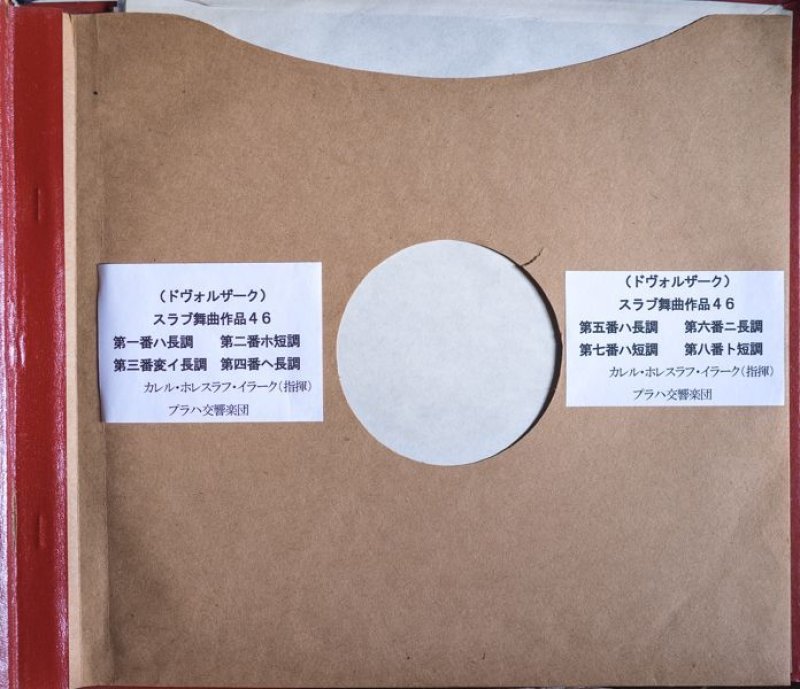 （ドヴォルザーク）
スラブ舞曲作品４６
第一番ハ長調　第二番ホ短調
第三番変イ長調　第四番ヘ長調
カレル・ホレスラフ・イラーク（指揮）
プラハ交響楽団
（ドヴォルザーク）
スラブ舞曲作品４６
第五番ハ長調　第六番ニ長調
第七番ハ短調　第八番ト短調
カレル・ホレスラフ・イラーク（指揮）
プラハ交響楽団